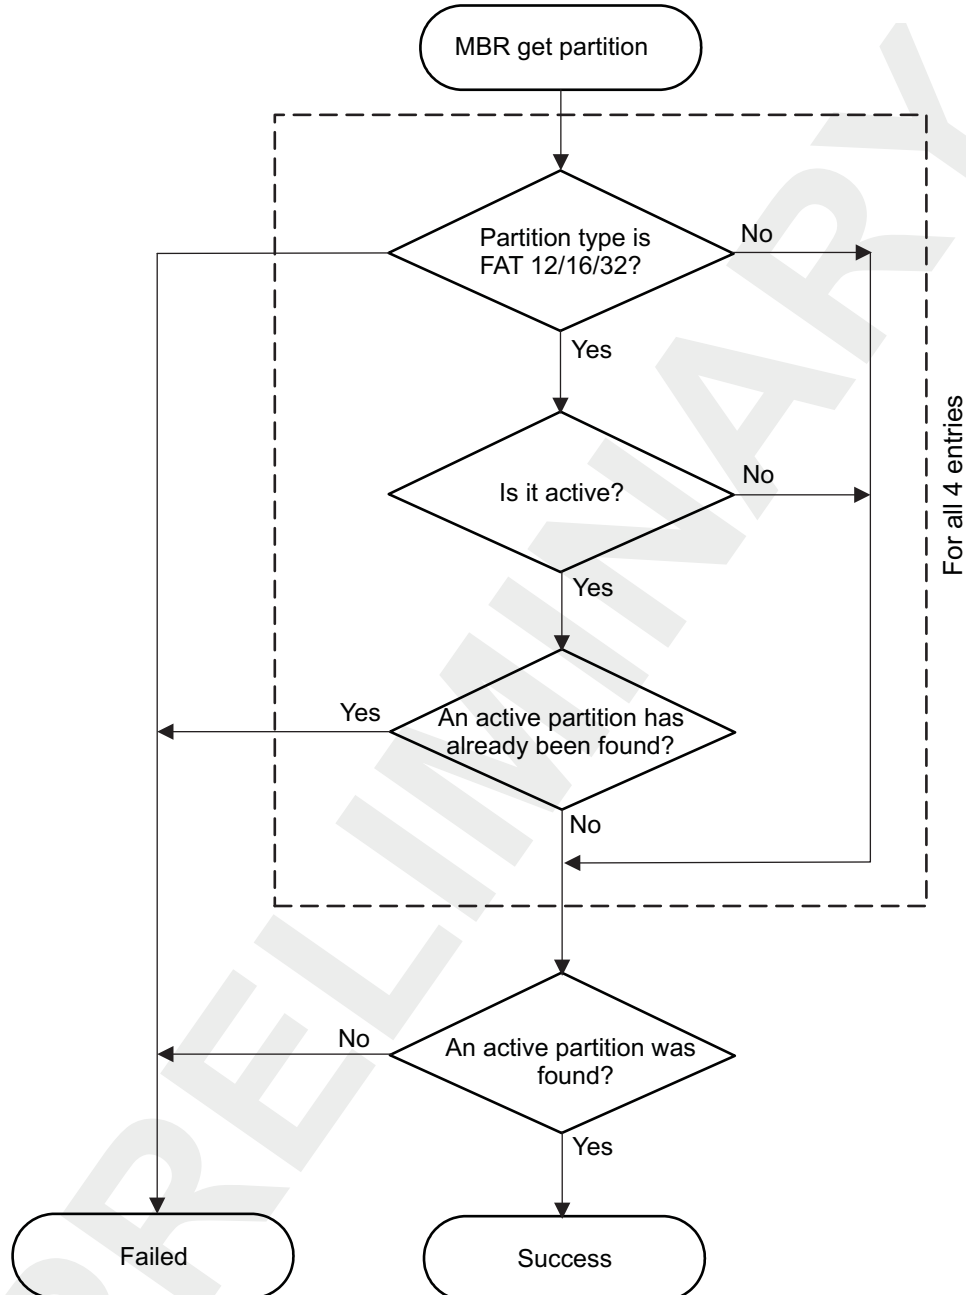 MBR get partition
Partition type is
FAT 12/16/32?
No
Yes
Is it active?
No
Yes
An active partition has
already been found?
Yes
No
For all 4 entries
An active partition was
found?
No
Yes
Failed
Success
PRELIMINARY